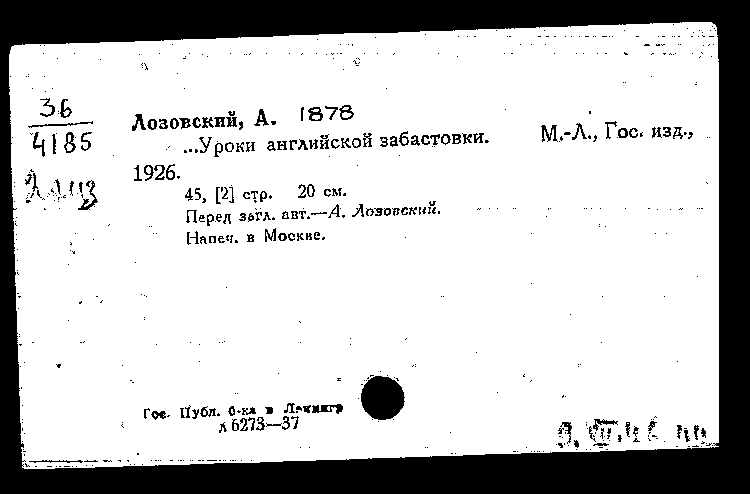 36
4185
Лозовский, А. 1878
...Уроки английской забастовки. М.-Л., Гос. изд.,
1926.
45, [2] стр. 20 см.
Перед загл. авт.—А. Лозовский.
Напеч. в Москве.
Гос. Публ. б-ка в Ленингр
л 6273—37